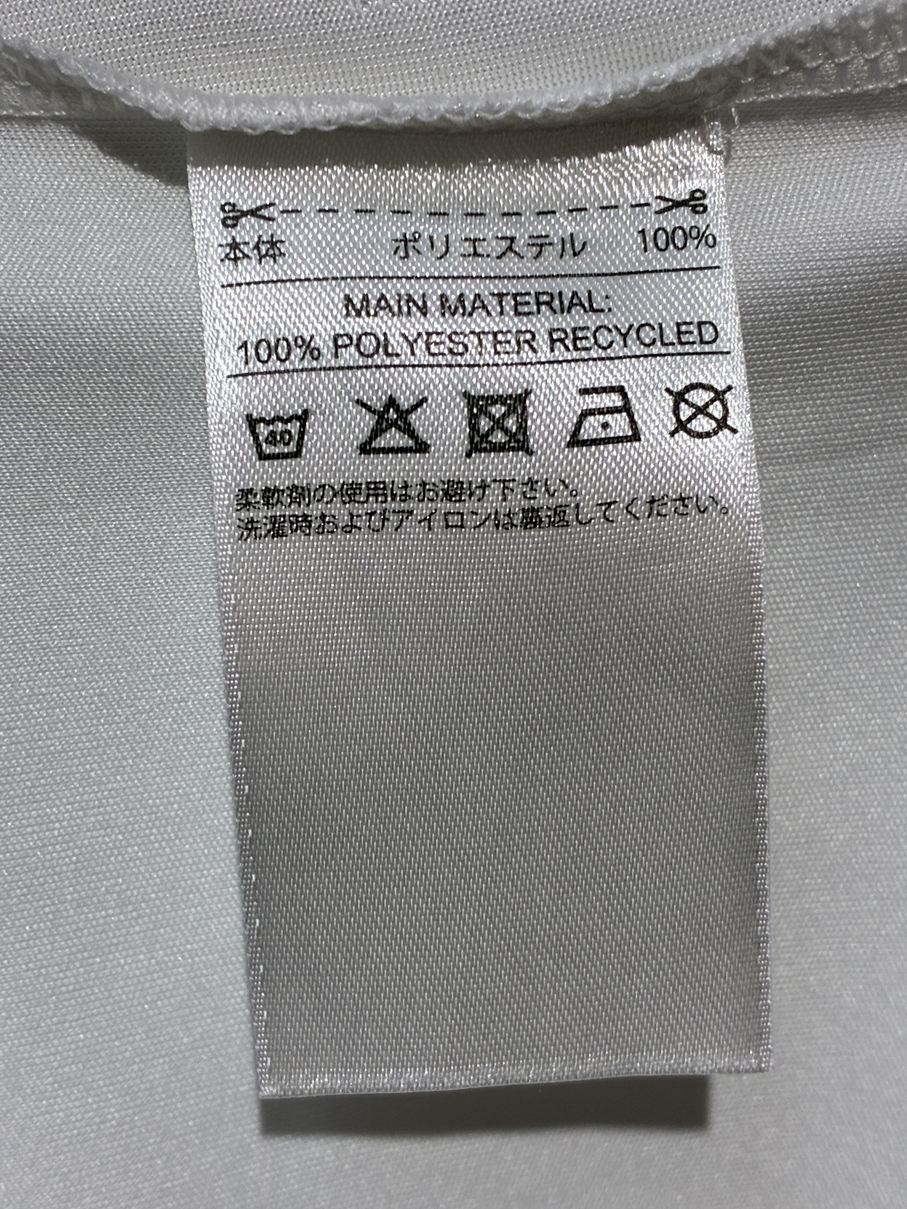 本体 ポリエステル 100%
MAIN MATERIAL:
100% POLYESTER RECYCLED
40
柔軟剤の使用はお避け下さい。
洗濯時およびアイロンは裏返してください。